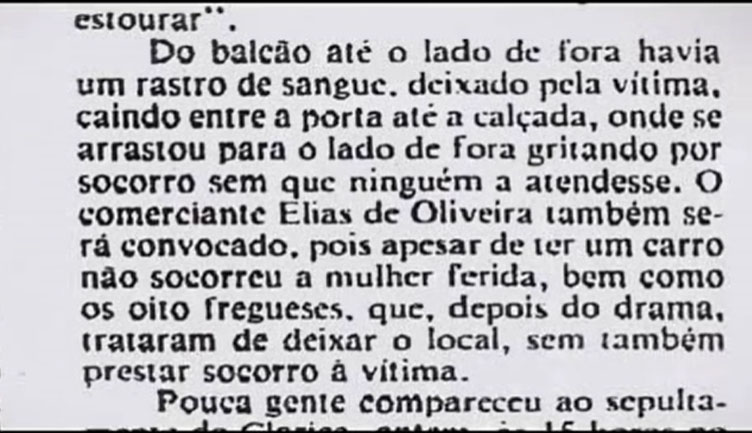 estourar".
Do balcão até o lado de fora havia
um rastro de sangue, deixado pela vítima,
caindo entre a porta até a calçada, onde se
arrastou para o lado de fora gritando por
socorro sem que ninguém a atendesse. O
comerciante Elias de Oliveira também se-
rá convocado, pois apesar de ter um carro
não socorreu a mulher ferida, bem como
os oito fregueses, que, depois do drama,
trataram de deixar o local, sem também
prestar socorro à vítima.
Pouca gente compareceu ao sepulta-